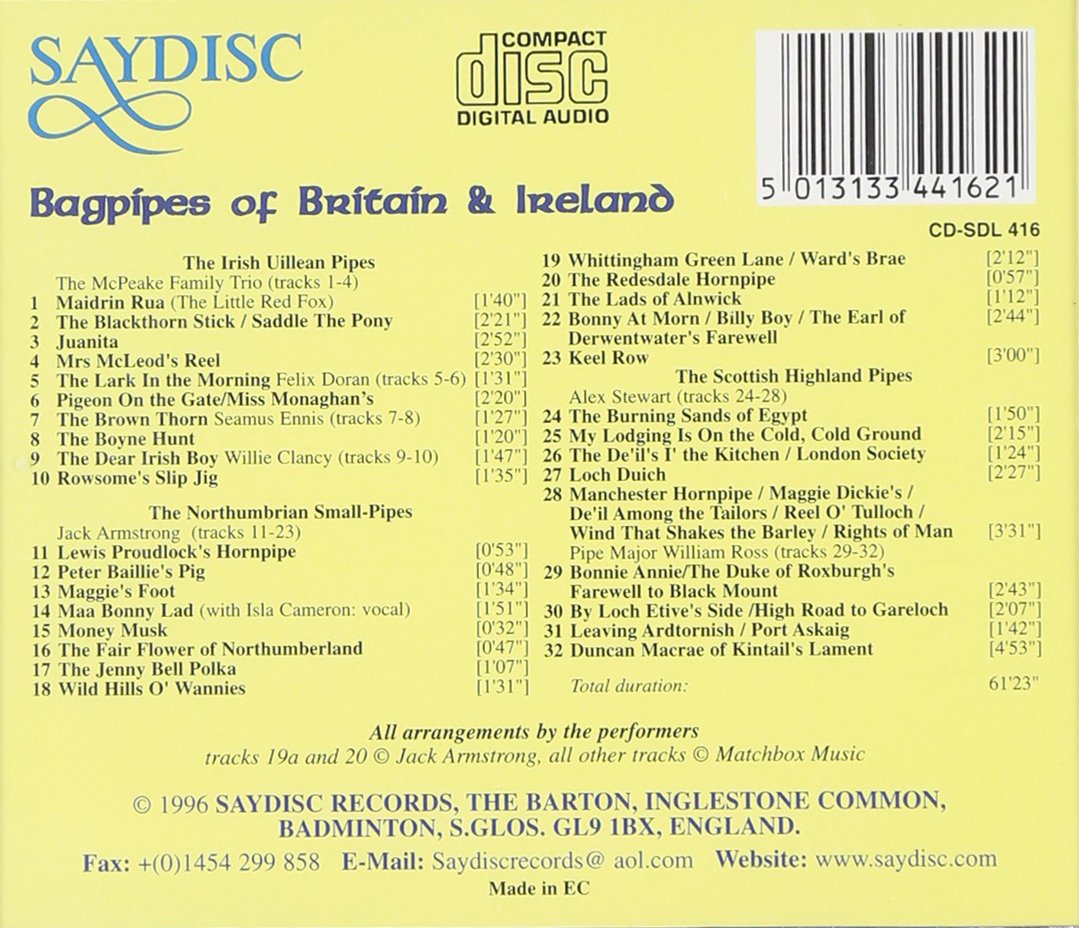 SAYDISC
COMPACT
disc
DIGITAL AUDIO
5 013133 441621
Bagpipes of Britain & Ireland
CD-SDL 416
The Irish Uillean Pipes
The McPeake Family Trio (tracks 1-4)
1 Maidrin Rua (The Little Red Fox) [1'40"]
2 The Blackthorn Stick / Saddle The Pony [2'21"]
3 Juanita [2'52"]
4 Mrs McLeod's Reel [2'30"]
5 The Lark In the Morning Felix Doran (tracks 5-6) [1'31"]
6 Pigeon On the Gate/Miss Monaghan's [2'20"]
7 The Brown Thorn Seamus Ennis (tracks 7-8) [1'27"]
8 The Boyne Hunt [1'20"]
9 The Dear Irish Boy Willie Clancy (tracks 9-10) [1'47"]
10 Rowsome's Slip Jig [1'35"]
The Northumbrian Small-Pipes
Jack Armstrong (tracks 11-23)
11 Lewis Proudlock's Hornpipe [0'53"]
12 Peter Baillie's Pig [0'48"]
13 Maggie's Foot [1'34"]
14 Maa Bonny Lad (with Isla Cameron: vocal) [1'51"]
15 Money Musk [0'32"]
16 The Fair Flower of Northumberland [0'47"]
17 The Jenny Bell Polka [1'07"]
18 Wild Hills O' Wannies [1'31"]
19 Whittingham Green Lane / Ward's Brae [2'12"]
20 The Redesdale Hornpipe [0'57"]
21 The Lads of Alnwick [1'12"]
22 Bonny At Morn / Billy Boy / The Earl of [2'44"]
Derwentwater's Farewell
23 Keel Row [3'00"]
The Scottish Highland Pipes
Alex Stewart (tracks 24-28)
24 The Burning Sands of Egypt [1'50"]
25 My Lodging Is On the Cold, Cold Ground [2'15"]
26 The De'il's I' the Kitchen / London Society [1'24"]
27 Loch Duich [2'27"]
28 Manchester Hornpipe / Maggie Dickie's /
De'il Among the Tailors / Reel O' Tulloch /
Wind That Shakes the Barley / Rights of Man [3'31"]
Pipe Major William Ross (tracks 29-32)
29 Bonnie Annie/The Duke of Roxburgh's
Farewell to Black Mount [2'43"]
30 By Loch Etive's Side /High Road to Gareloch [2'07"]
31 Leaving Ardtornish / Port Askaig [1'42"]
32 Duncan Macrae of Kintail's Lament [4'53"]
Total duration: 61'23"
All arrangements by the performers
tracks 19a and 20 © Jack Armstrong, all other tracks © Matchbox Music
© 1996 SAYDISC RECORDS, THE BARTON, INGLESTONE COMMON,
BADMINTON, S.GLOS. GL9 1BX, ENGLAND.
Fax: +(0)1454 299 858 E-Mail: Saydiscrecords@ aol.com Website: www.saydisc.com
Made in EC